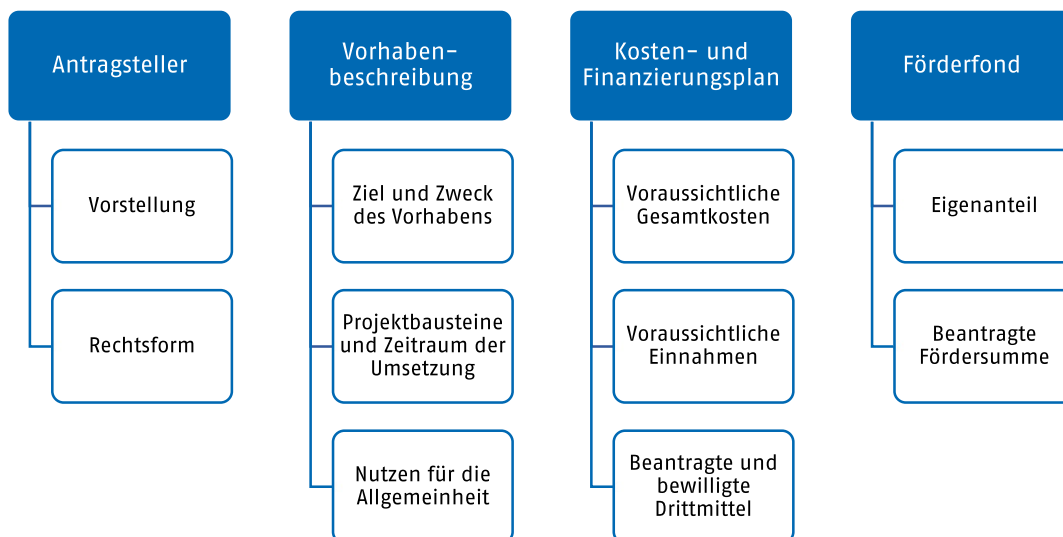 Antragsteller
Vorstellung
Rechtsform
Vorhaben-
beschreibung
Ziel und Zweck
des Vorhabens
Projektbausteine
und Zeitraum der
Umsetzung
Nutzen für die
Allgemeinheit
Kosten- und
Finanzierungsplan
Voraussichtliche
Gesamtkosten
Voraussichtliche
Einnahmen
Beantragte und
bewilligte
Drittmittel
Förderfond
Eigenanteil
Beantragte
Fördersumme